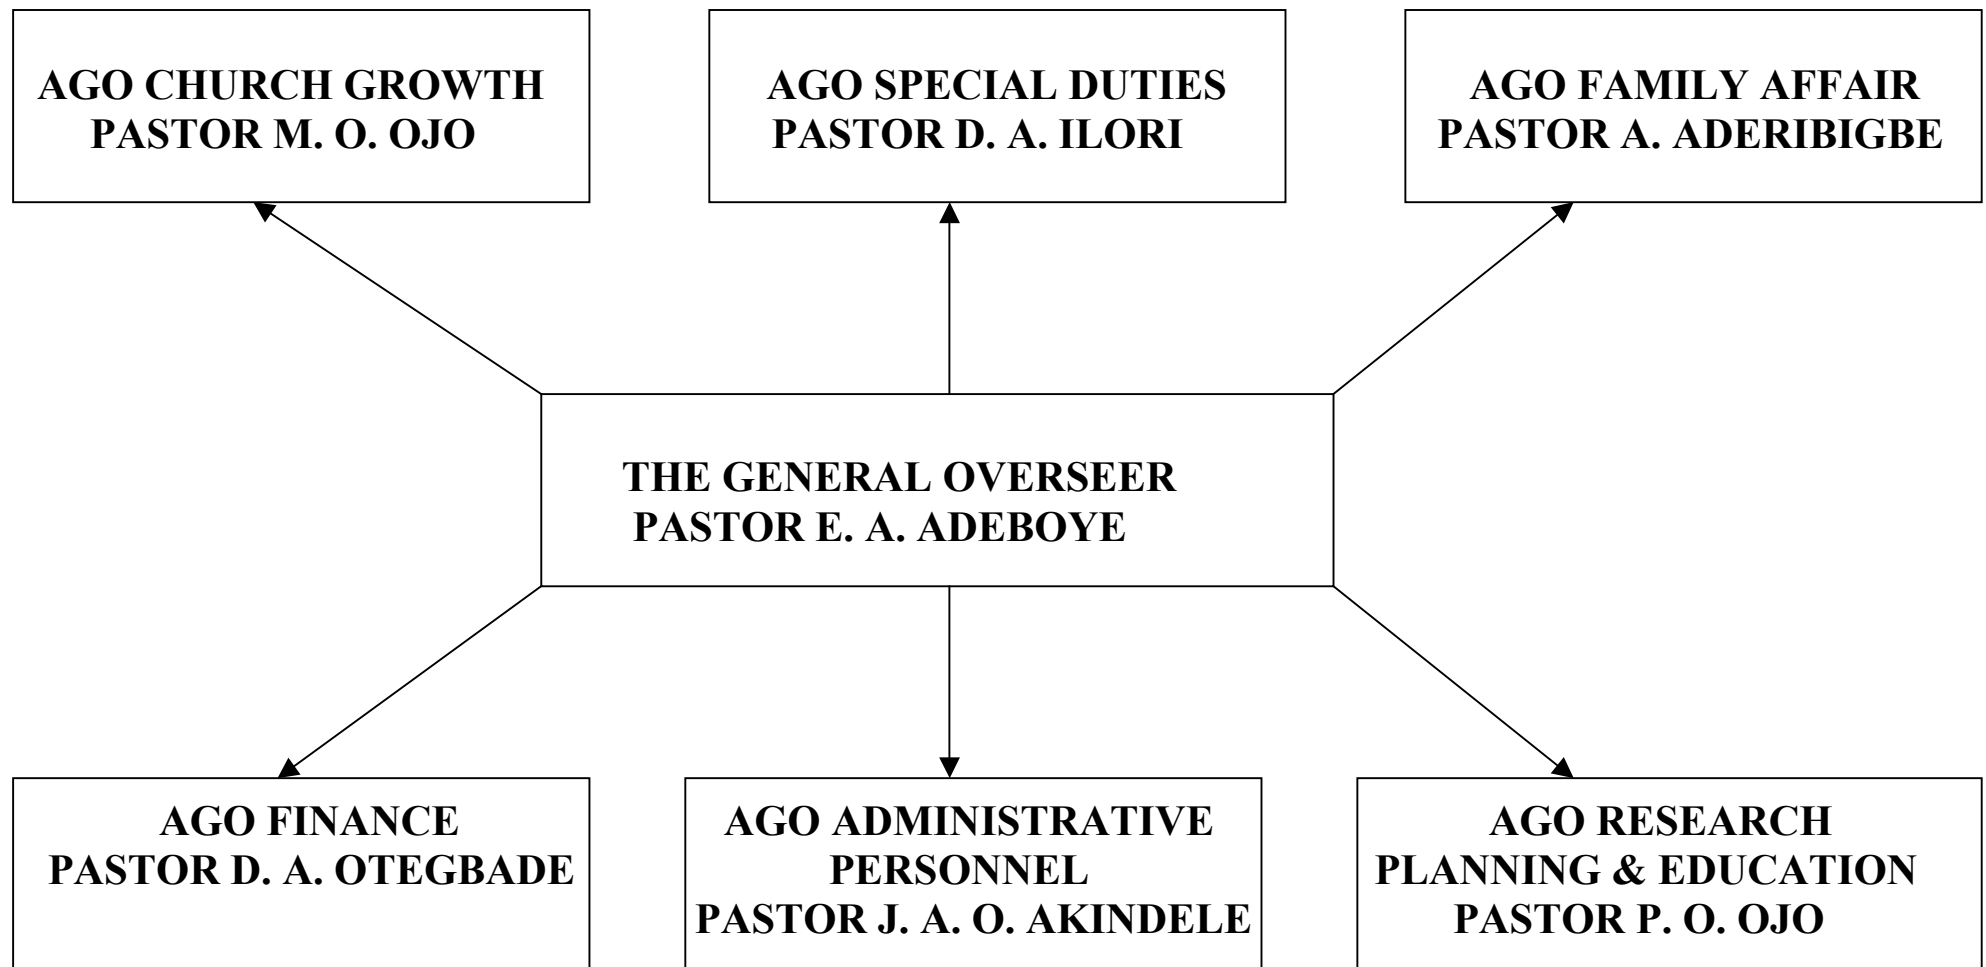 AGO CHURCH GROWTH
PASTOR M. O. OJO
AGO SPECIAL DUTIES
PASTOR D. A. ILORI
AGO FAMILY AFFAIR
PASTOR A. ADERIBIGBE
THE GENERAL OVERSEER
PASTOR E. A. ADEBOYE
AGO FINANCE
PASTOR D. A. OTEGBADE
AGO ADMINISTRATIVE
PERSONNEL
PASTOR J. A. O. AKINDELE
AGO RESEARCH
PLANNING & EDUCATION
PASTOR P. O. OJO